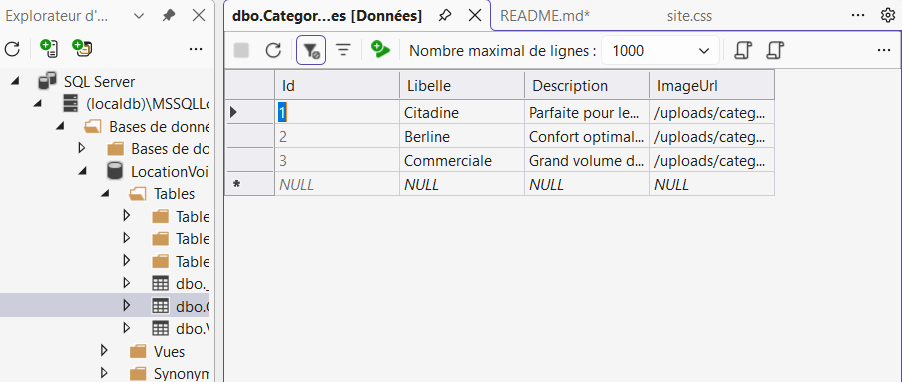 Explorateur d'...
dbo.Categor...es [Données]
README.md*
site.css
Nombre maximal de lignes :
1000
SQL Server
(localdb)\MSSQLLo
Bases de donné
Bases de do
LocationVoi
Tables
Table
Table
Table
dbo._
dbo.C
dbo.V
Vues
Synonym
Id Libelle Description ImageUrl
1 Citadine Parfaite pour le... /uploads/categ...
2 Berline Confort optimal... /uploads/categ...
3 Commerciale Grand volume d... /uploads/categ...
* NULL NULL NULL NULL